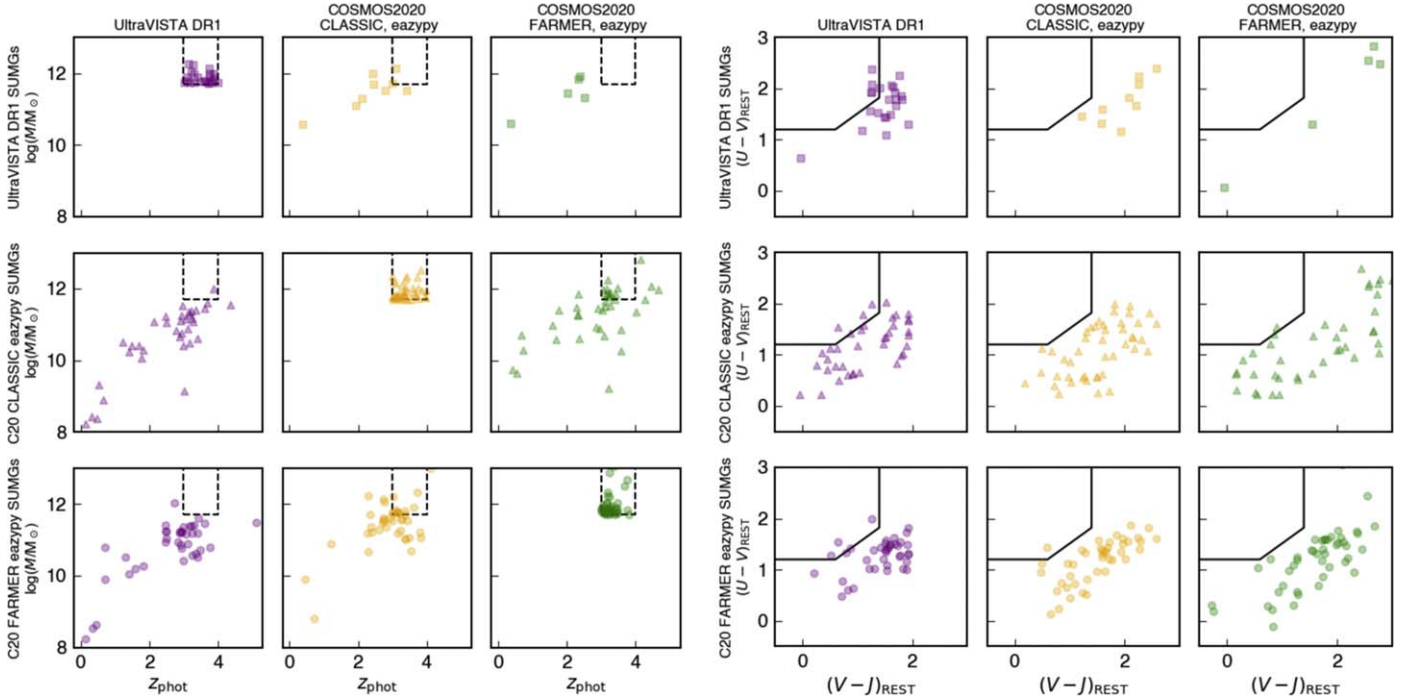 UltraVISTA DR1
COSMOS2020
CLASSIC, eazypy
COSMOS2020
FARMER, eazypy
UltraVISTA DR1
COSMOS2020
CLASSIC, eazypy
COSMOS2020
FARMER, eazypy
UltraVISTA DR1 SUMGs
log(M/M⊙)
12
10
8
UltraVISTA DR1 SUMGs
(U − V)REST
3
2
1
0
C20 CLASSIC eazypy SUMGs
log(M/M⊙)
12
10
8
C20 CLASSIC eazypy SUMGs
(U − V)REST
3
2
1
0
C20 FARMER eazypy SUMGs
log(M/M⊙)
12
10
8
C20 FARMER eazypy SUMGs
(U − V)REST
3
2
1
0
0 2 4
0 2 4
0 2 4
0 2
0 2
0 2
zphot
zphot
zphot
(V − J)REST
(V − J)REST
(V − J)REST